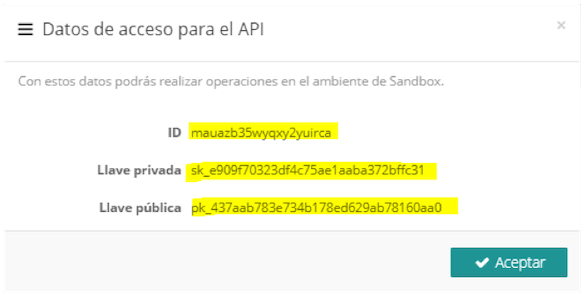 Datos de acceso para el API
×
Con estos datos podrás realizar operaciones en el ambiente de Sandbox.
ID mauazb35wyqxy2yuirca
Llave privada sk_e909f70323df4c75ae1aaba372bffc31
Llave pública pk_437aab783e734b178ed629ab78160aa0
Aceptar